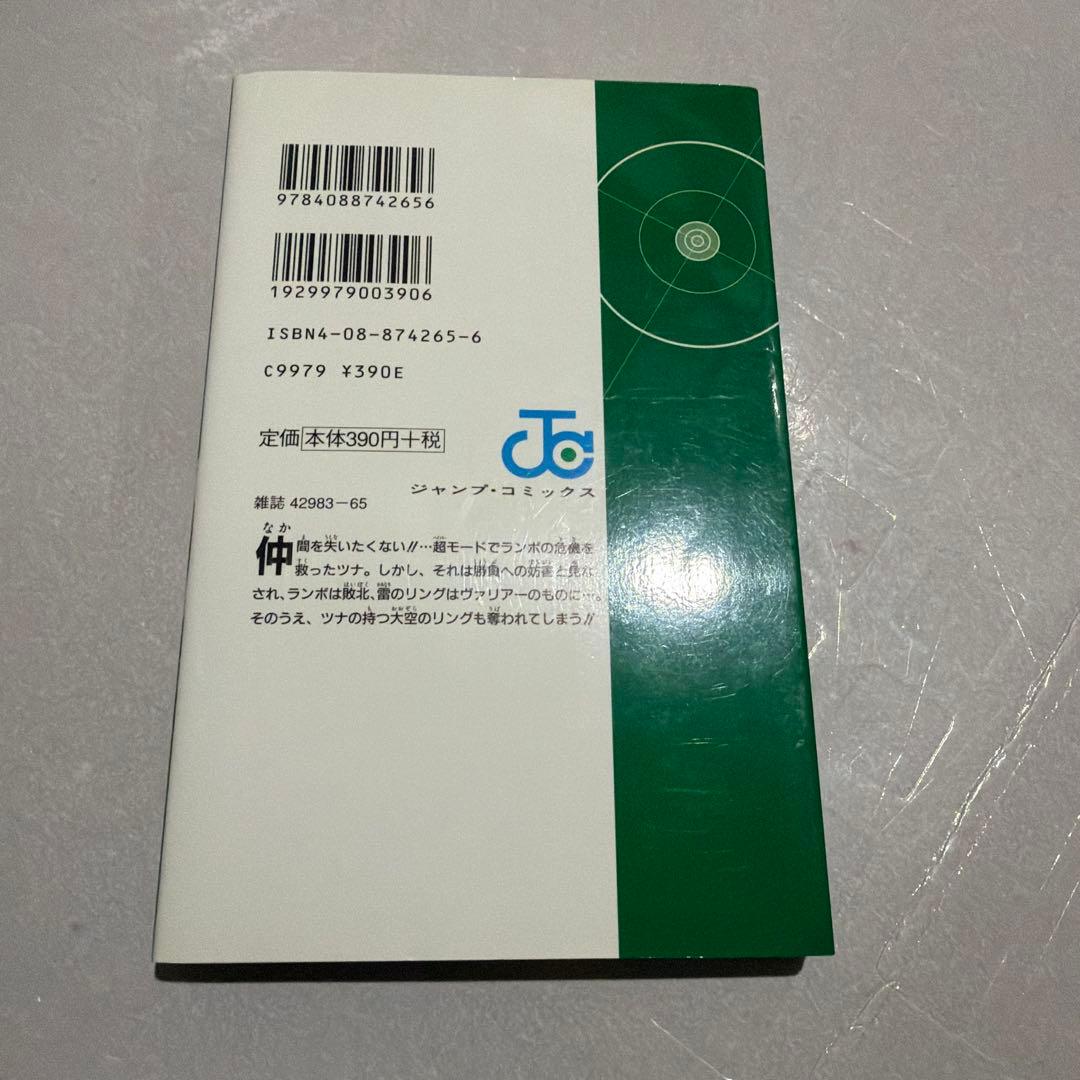 9784088742656
1929979003906
ISBN4-08-874265-6
C9979 ¥390E
定価 本体390円+税
JC
ジャンプ・コミックス
雑誌 42983-65
なか
仲間を失いたくない!!…超モードでランボの危機を
救ったツナ。しかし、それは勝負への妨害と見な
され、ランボは敗北、雷のリングはヴァリアーのものに…。
そのうえ、ツナの持つ大空のリングも奪われてしまう!!